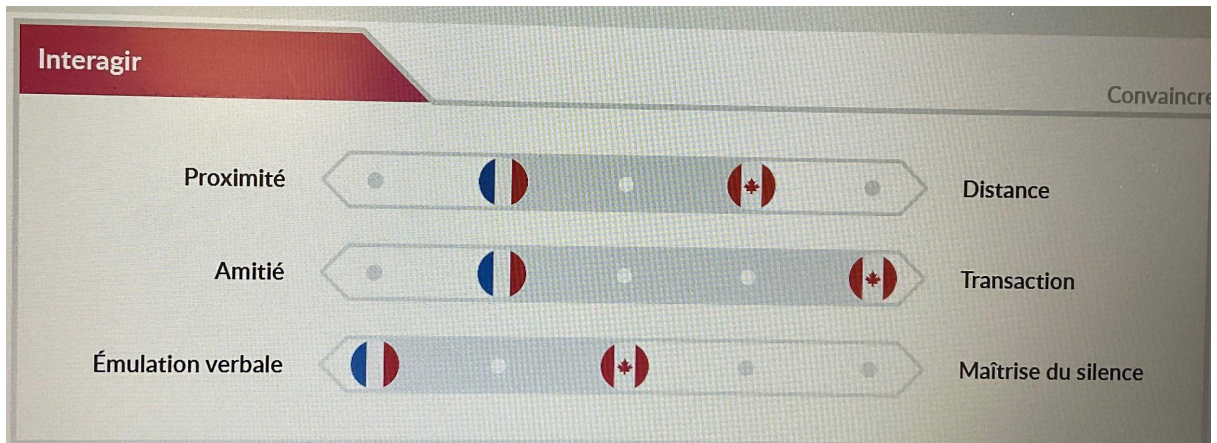 Interagir
Convaincre
Proximité
Distance
Amitié
Transaction
Émulation verbale
Maîtrise du silence